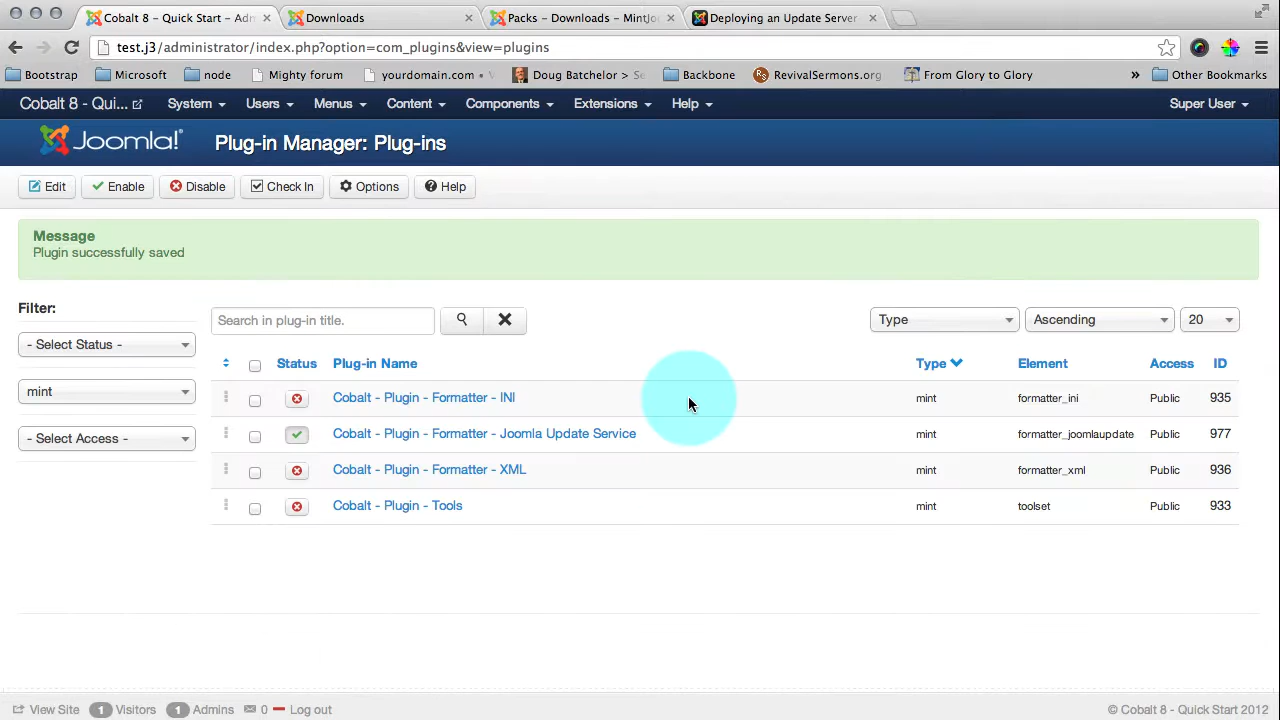 Cobalt 8 - Quick Start - Adm
Downloads
Packs - Downloads - MintJo
Deploying an Update Server
test.j3/administrator/index.php?option=com_plugins&view=plugins
Bootstrap
Microsoft
node
Mighty forum
yourdomain.com •
Doug Batchelor > Se
Backbone
RevivalSermons.org
From Glory to Glory
»
Other Bookmarks
Cobalt 8 - Qui...
System
Users
Menus
Content
Components
Extensions
Help
Super User
Joomla!®
Plug-in Manager: Plug-ins
Edit
Enable
Disable
Check In
Options
Help
Message
Plugin successfully saved
Filter:
- Select Status -
mint
- Select Access -
Search in plug-in title.
Type
Ascending
20
Status Plug-in Name Type Element Access ID
Cobalt - Plugin - Formatter - INI mint formatter_ini Public 935
Cobalt - Plugin - Formatter - Joomla Update Service mint formatter_joomlaupdate Public 977
Cobalt - Plugin - Formatter - XML mint formatter_xml Public 936
Cobalt - Plugin - Tools mint toolset Public 933
View Site 1 Visitors 1 Admins 0 Log out
© Cobalt 8 - Quick Start 2012